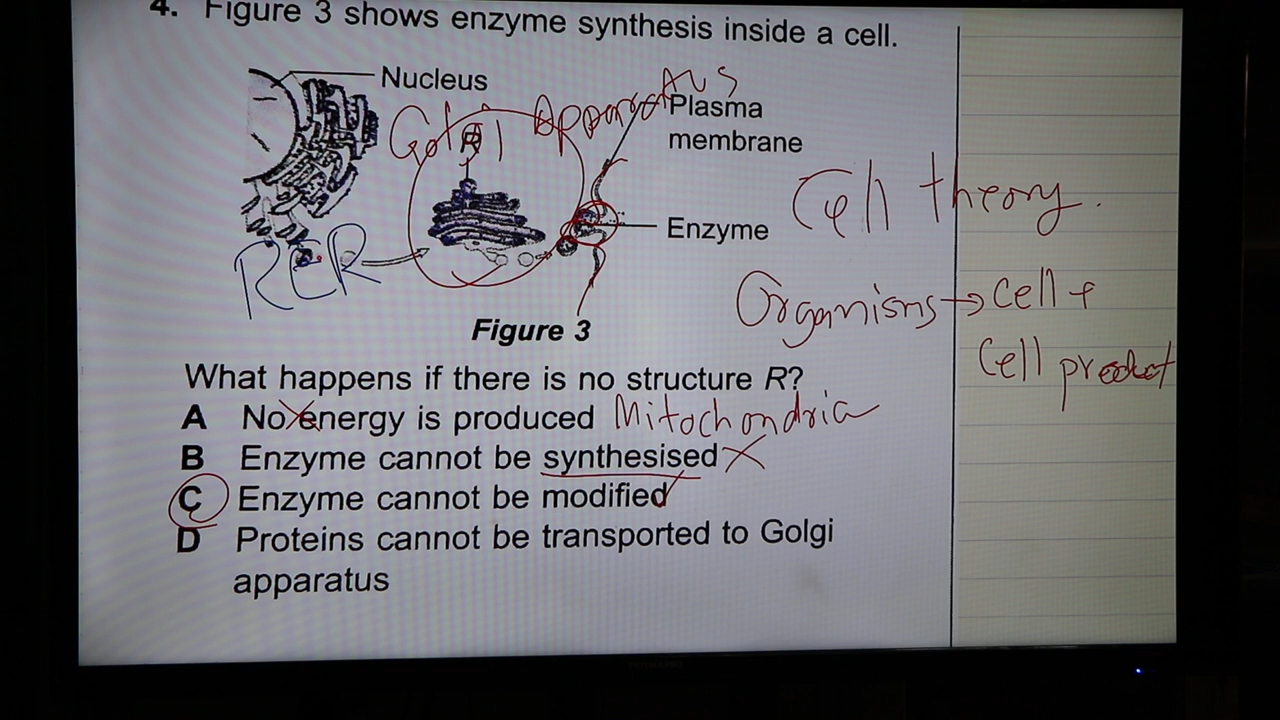 4. Figure 3 shows enzyme synthesis inside a cell.
Nucleus
Golgi Apparatus
R
Plasma
membrane
Cell theory.
Enzyme
RER
Organisms → cell +
Cell product
Figure 3
What happens if there is no structure R?
A No energy is produced Mitochondria
B Enzyme cannot be synthesised
C Enzyme cannot be modified
D Proteins cannot be transported to Golgi
apparatus